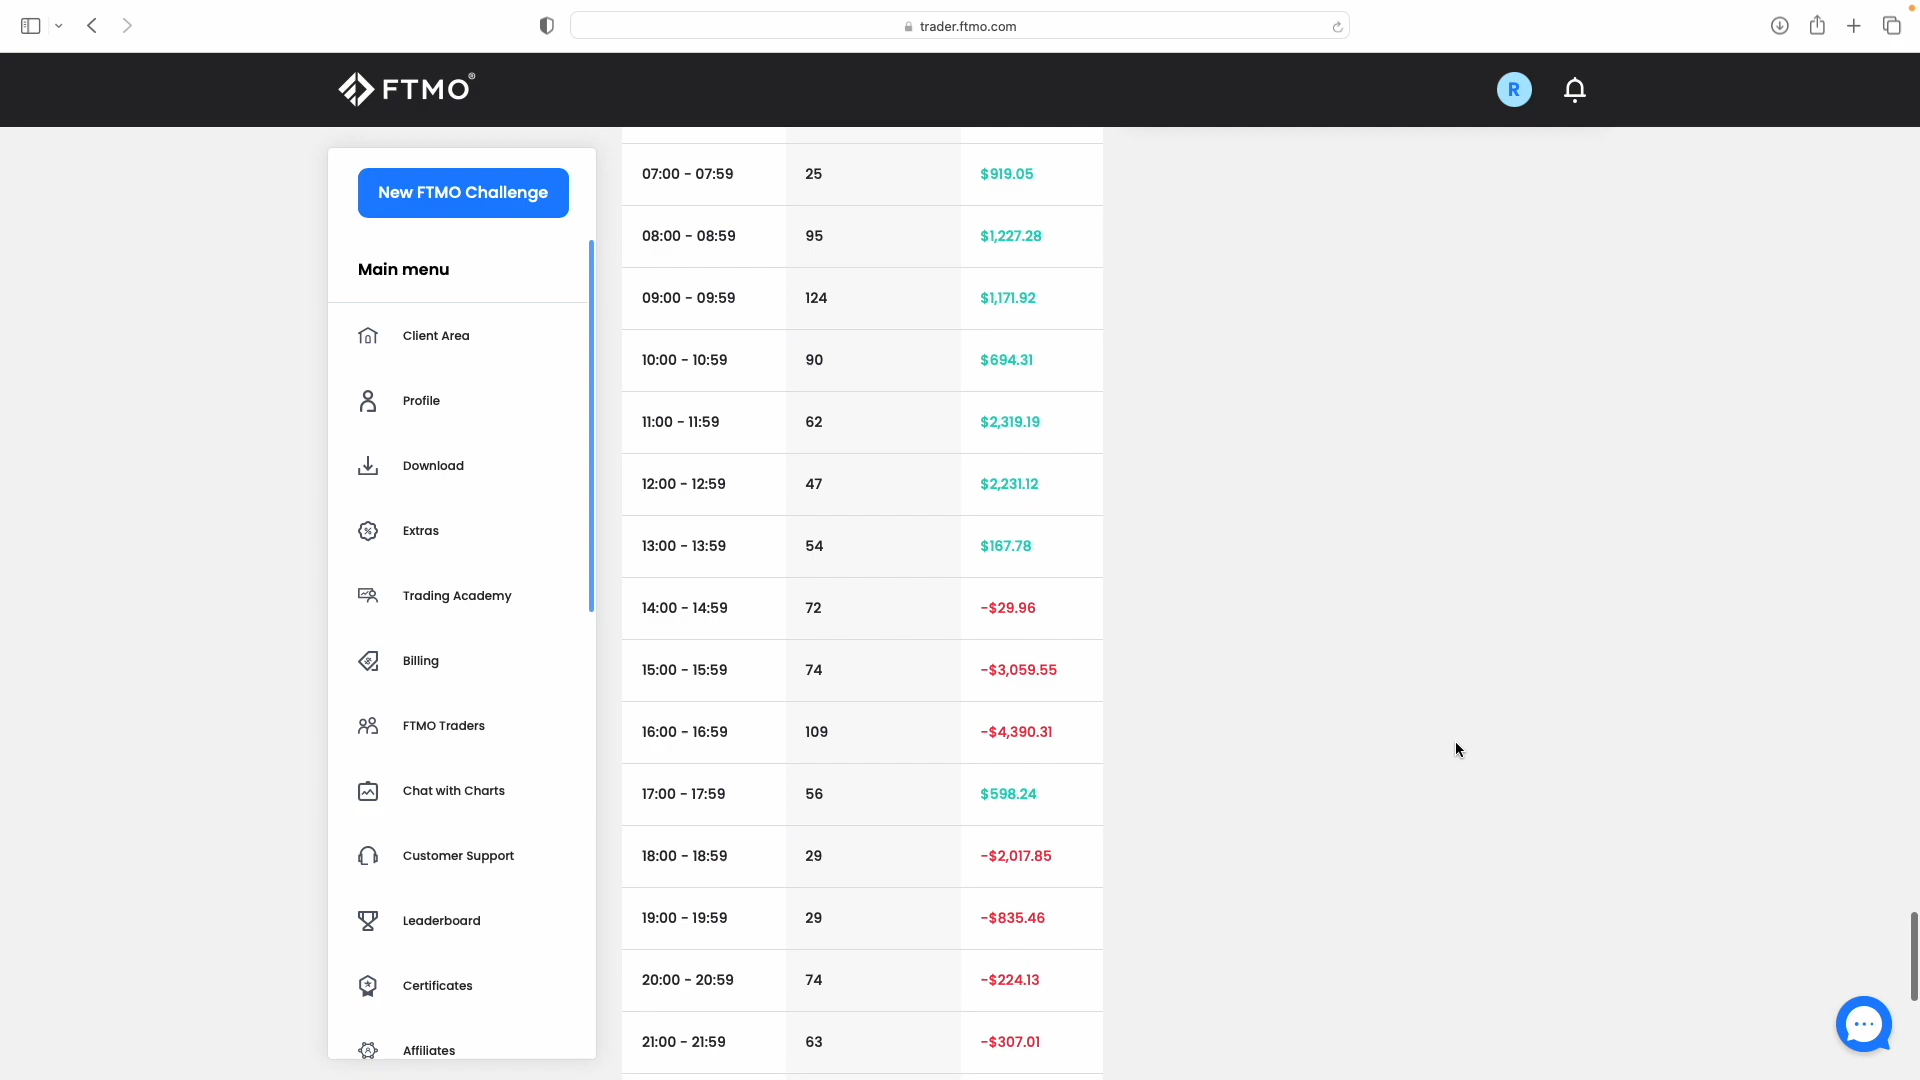 trader.ftmo.com
FTMO®
R
New FTMO Challenge
Main menu
Client Area
Profile
Download
Extras
Trading Academy
Billing
FTMO Traders
Chat with Charts
Customer Support
Leaderboard
Certificates
Affiliates
07:00 - 07:59 25 $919.05
08:00 - 08:59 95 $1,227.28
09:00 - 09:59 124 $1,171.92
10:00 - 10:59 90 $694.31
11:00 - 11:59 62 $2,319.19
12:00 - 12:59 47 $2,231.12
13:00 - 13:59 54 $167.78
14:00 - 14:59 72 -$29.96
15:00 - 15:59 74 -$3,059.55
16:00 - 16:59 109 -$4,390.31
17:00 - 17:59 56 $598.24
18:00 - 18:59 29 -$2,017.85
19:00 - 19:59 29 -$835.46
20:00 - 20:59 74 -$224.13
21:00 - 21:59 63 -$307.01